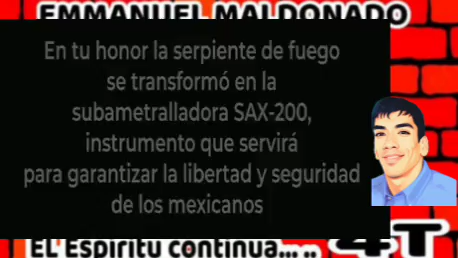 EMMANUEL MALDONADO
En tu honor la serpiente de fuego
se transformó en la
subametralladora SAX-200,
instrumento que servirá
para garantizar la libertad y seguridad
de los mexicanos
EL Espíritu continua... .. 4T